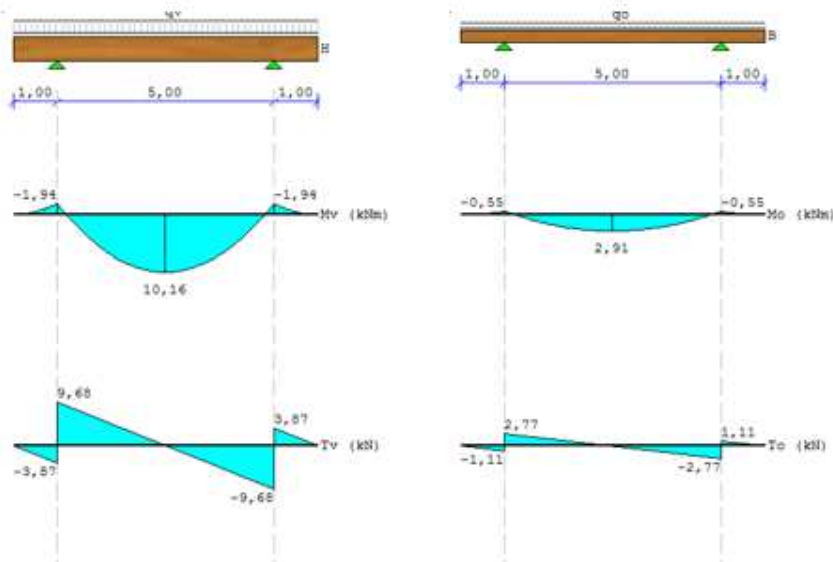 qv
qo
H
B
1,00 5,00 1,00
1,00 5,00 1,00
-1,94 -1,94
Mv (kNm)
10,16
-0,55 -0,55
Mo (kNm)
2,91
9,68 3,87
Tv (kN)
-3,87 -9,68
2,77 1,11
To (kN)
-1,11 -2,77